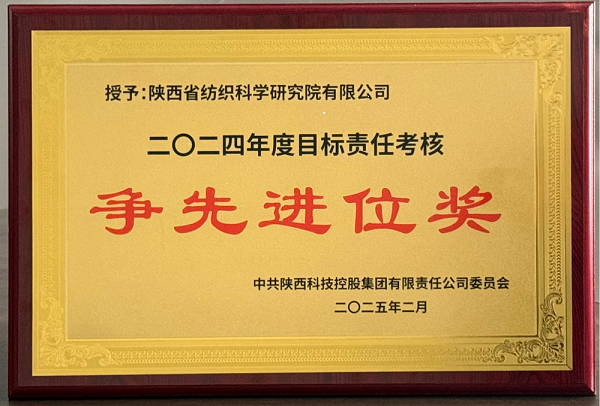 授予：陕西省纺织科学研究院有限公司
二〇二四年度目标责任考核
争先进位奖
中共陕西科技控股集团有限责任公司委员会
二〇二五年二月